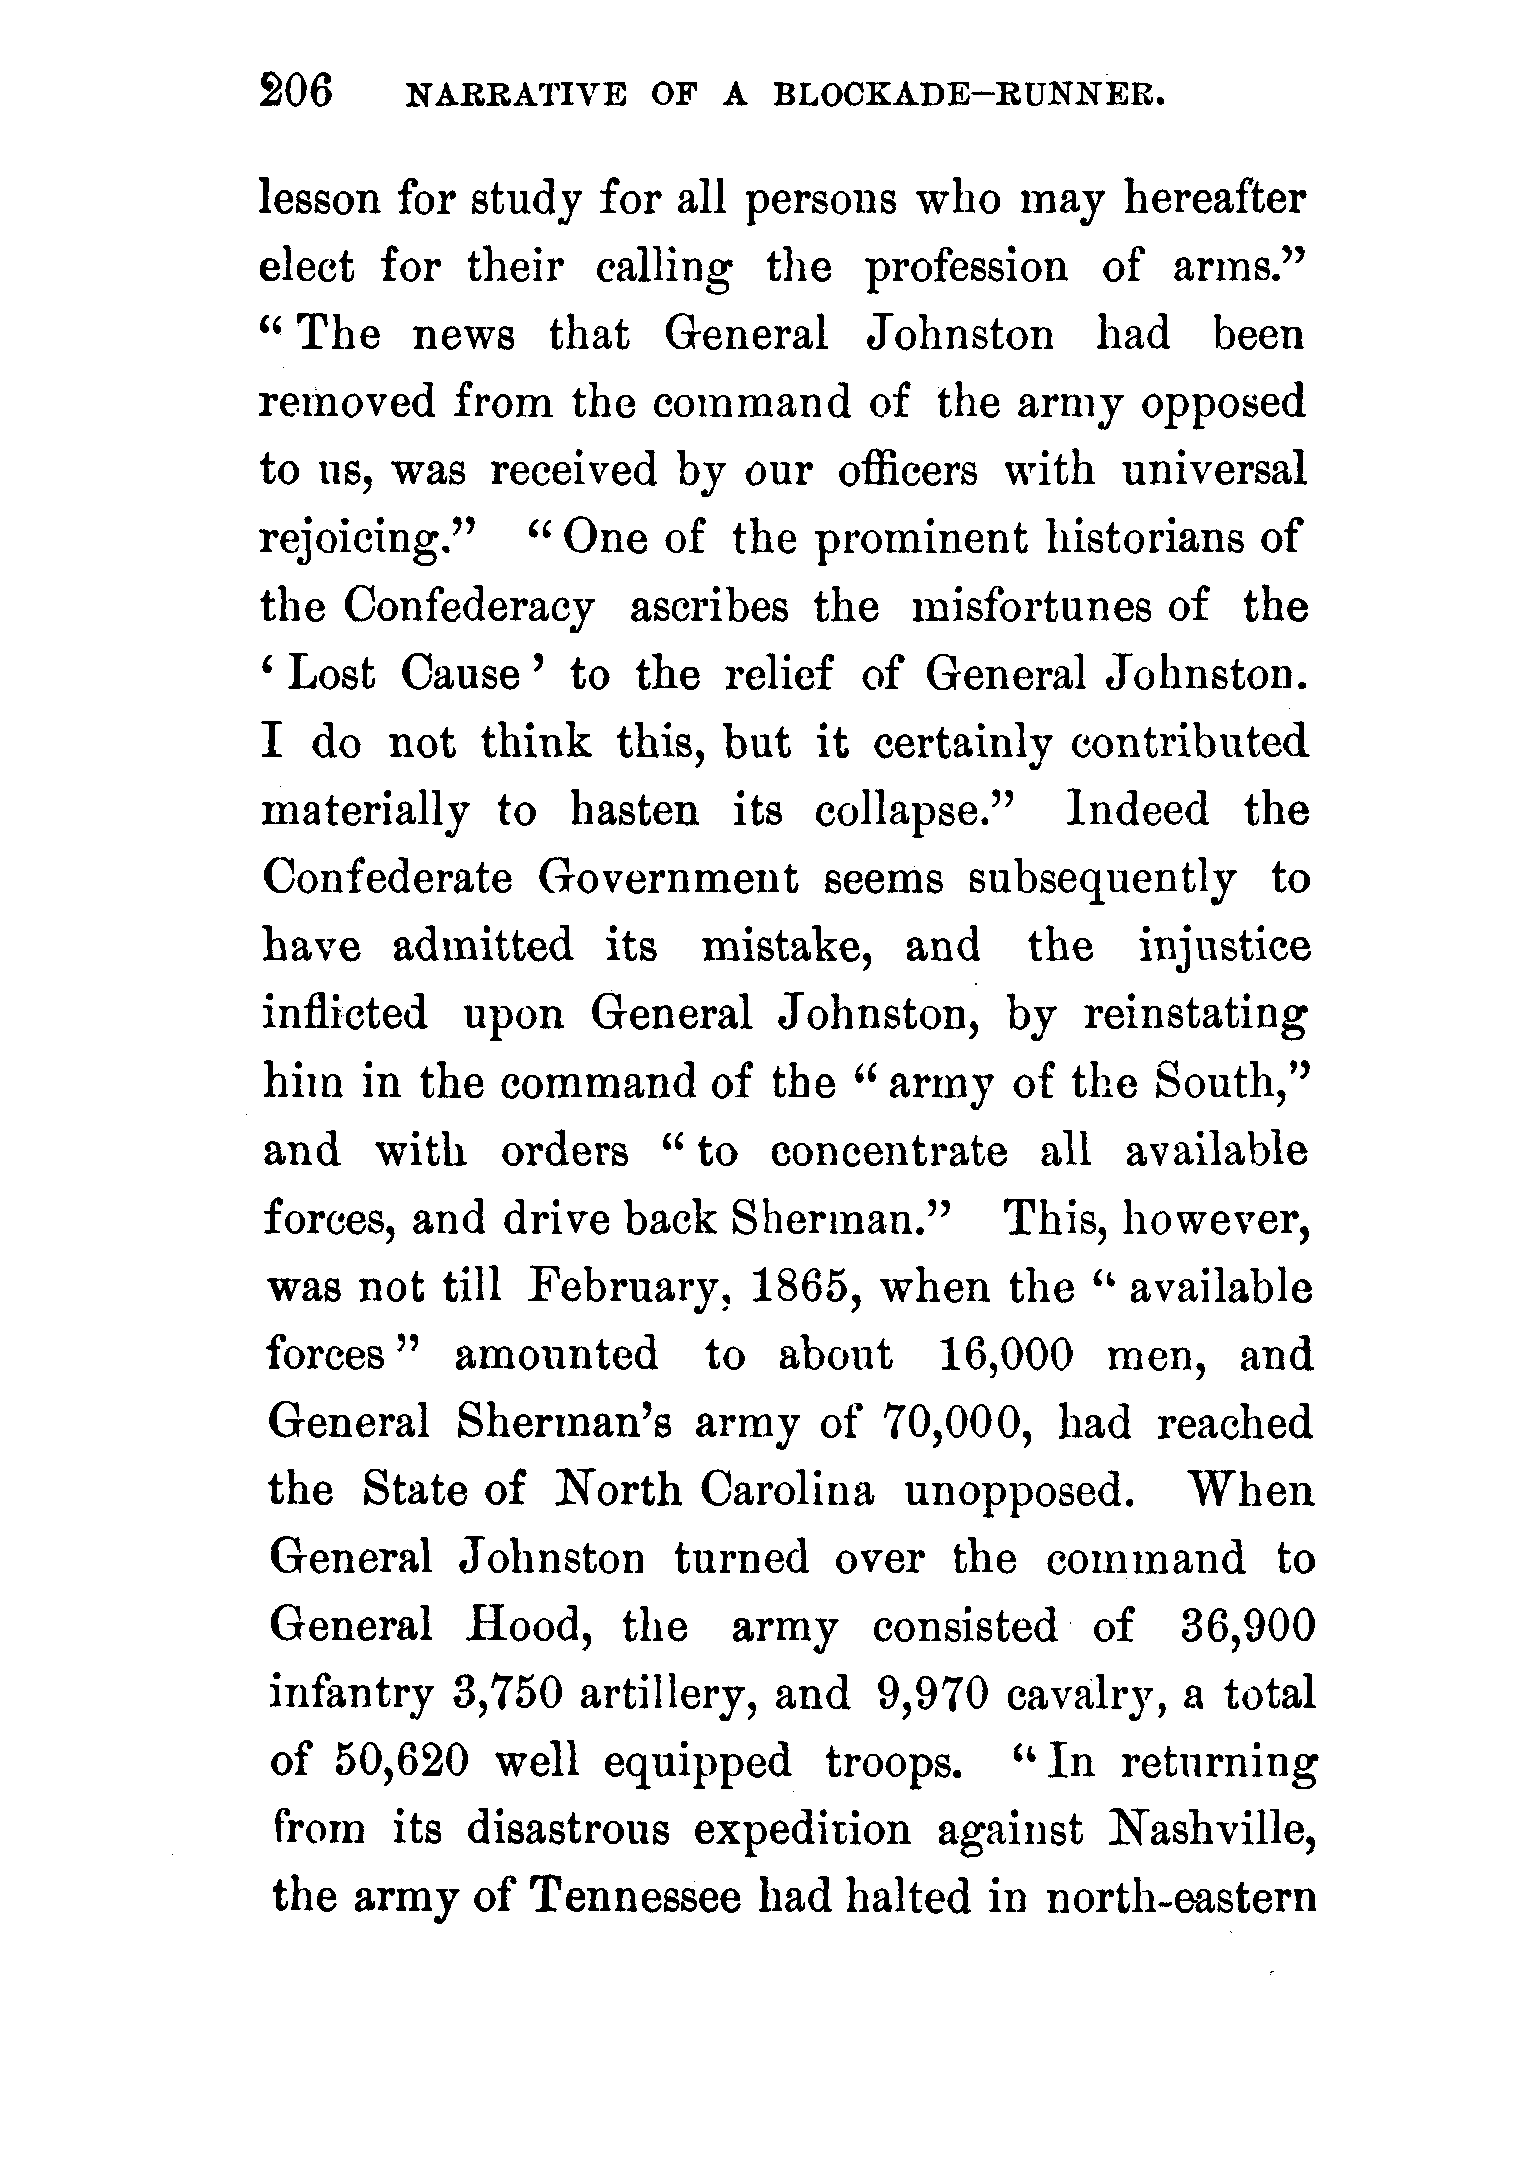 206 NARRATIVE OF A BLOCKADE-RUNNER.
lesson for study for all persons who may hereafter
elect for their calling the profession of arms.”
“ The news that General Johnston had been
removed from the command of the army opposed
to us, was received by our officers with universal
rejoicing.” “ One of the prominent historians of
the Confederacy ascribes the misfortunes of the
‘ Lost Cause ’ to the relief of General Johnston.
I do not think this, but it certainly contributed
materially to hasten its collapse.” Indeed the
Confederate Government seems subsequently to
have admitted its mistake, and the injustice
inflicted upon General Johnston, by reinstating
him in the command of the “ army of the South,”
and with orders “ to concentrate all available
forces, and drive back Sherman.” This, however,
was not till February, 1865, when the “ available
forces ” amounted to about 16,000 men, and
General Sherman’s army of 70,000, had reached
the State of North Carolina unopposed. When
General Johnston turned over the command to
General Hood, the army consisted of 36,900
infantry 3,750 artillery, and 9,970 cavalry, a total
of 50,620 well equipped troops. “ In returning
from its disastrous expedition against Nashville,
the army of Tennessee had halted in north-eastern